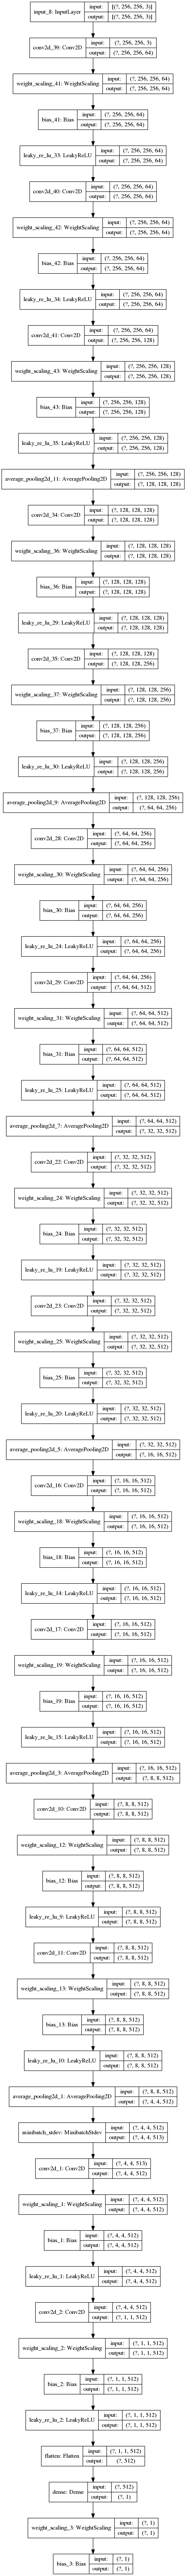 input_8: InputLayer
input: [(?, 256, 256, 3)]
output: [(?, 256, 256, 3)]
conv2d_39: Conv2D
input: (?, 256, 256, 3)
output: (?, 256, 256, 64)
weight_scaling_41: WeightScaling
input: (?, 256, 256, 64)
output: (?, 256, 256, 64)
bias_41: Bias
input: (?, 256, 256, 64)
output: (?, 256, 256, 64)
leaky_re_lu_33: LeakyReLU
input: (?, 256, 256, 64)
output: (?, 256, 256, 64)
conv2d_40: Conv2D
input: (?, 256, 256, 64)
output: (?, 256, 256, 64)
weight_scaling_42: WeightScaling
input: (?, 256, 256, 64)
output: (?, 256, 256, 64)
bias_42: Bias
input: (?, 256, 256, 64)
output: (?, 256, 256, 64)
leaky_re_lu_34: LeakyReLU
input: (?, 256, 256, 64)
output: (?, 256, 256, 64)
conv2d_41: Conv2D
input: (?, 256, 256, 64)
output: (?, 256, 256, 128)
weight_scaling_43: WeightScaling
input: (?, 256, 256, 128)
output: (?, 256, 256, 128)
bias_43: Bias
input: (?, 256, 256, 128)
output: (?, 256, 256, 128)
leaky_re_lu_35: LeakyReLU
input: (?, 256, 256, 128)
output: (?, 256, 256, 128)
average_pooling2d_11: AveragePooling2D
input: (?, 256, 256, 128)
output: (?, 128, 128, 128)
conv2d_34: Conv2D
input: (?, 128, 128, 128)
output: (?, 128, 128, 128)
weight_scaling_36: WeightScaling
input: (?, 128, 128, 128)
output: (?, 128, 128, 128)
bias_36: Bias
input: (?, 128, 128, 128)
output: (?, 128, 128, 128)
leaky_re_lu_29: LeakyReLU
input: (?, 128, 128, 128)
output: (?, 128, 128, 128)
conv2d_35: Conv2D
input: (?, 128, 128, 128)
output: (?, 128, 128, 256)
weight_scaling_37: WeightScaling
input: (?, 128, 128, 256)
output: (?, 128, 128, 256)
bias_37: Bias
input: (?, 128, 128, 256)
output: (?, 128, 128, 256)
leaky_re_lu_30: LeakyReLU
input: (?, 128, 128, 256)
output: (?, 128, 128, 256)
average_pooling2d_9: AveragePooling2D
input: (?, 128, 128, 256)
output: (?, 64, 64, 256)
conv2d_28: Conv2D
input: (?, 64, 64, 256)
output: (?, 64, 64, 256)
weight_scaling_30: WeightScaling
input: (?, 64, 64, 256)
output: (?, 64, 64, 256)
bias_30: Bias
input: (?, 64, 64, 256)
output: (?, 64, 64, 256)
leaky_re_lu_24: LeakyReLU
input: (?, 64, 64, 256)
output: (?, 64, 64, 256)
conv2d_29: Conv2D
input: (?, 64, 64, 256)
output: (?, 64, 64, 512)
weight_scaling_31: WeightScaling
input: (?, 64, 64, 512)
output: (?, 64, 64, 512)
bias_31: Bias
input: (?, 64, 64, 512)
output: (?, 64, 64, 512)
leaky_re_lu_25: LeakyReLU
input: (?, 64, 64, 512)
output: (?, 64, 64, 512)
average_pooling2d_7: AveragePooling2D
input: (?, 64, 64, 512)
output: (?, 32, 32, 512)
conv2d_22: Conv2D
input: (?, 32, 32, 512)
output: (?, 32, 32, 512)
weight_scaling_24: WeightScaling
input: (?, 32, 32, 512)
output: (?, 32, 32, 512)
bias_24: Bias
input: (?, 32, 32, 512)
output: (?, 32, 32, 512)
leaky_re_lu_19: LeakyReLU
input: (?, 32, 32, 512)
output: (?, 32, 32, 512)
conv2d_23: Conv2D
input: (?, 32, 32, 512)
output: (?, 32, 32, 512)
weight_scaling_25: WeightScaling
input: (?, 32, 32, 512)
output: (?, 32, 32, 512)
bias_25: Bias
input: (?, 32, 32, 512)
output: (?, 32, 32, 512)
leaky_re_lu_20: LeakyReLU
input: (?, 32, 32, 512)
output: (?, 32, 32, 512)
average_pooling2d_5: AveragePooling2D
input: (?, 32, 32, 512)
output: (?, 16, 16, 512)
conv2d_16: Conv2D
input: (?, 16, 16, 512)
output: (?, 16, 16, 512)
weight_scaling_18: WeightScaling
input: (?, 16, 16, 512)
output: (?, 16, 16, 512)
bias_18: Bias
input: (?, 16, 16, 512)
output: (?, 16, 16, 512)
leaky_re_lu_14: LeakyReLU
input: (?, 16, 16, 512)
output: (?, 16, 16, 512)
conv2d_17: Conv2D
input: (?, 16, 16, 512)
output: (?, 16, 16, 512)
weight_scaling_19: WeightScaling
input: (?, 16, 16, 512)
output: (?, 16, 16, 512)
bias_19: Bias
input: (?, 16, 16, 512)
output: (?, 16, 16, 512)
leaky_re_lu_15: LeakyReLU
input: (?, 16, 16, 512)
output: (?, 16, 16, 512)
average_pooling2d_3: AveragePooling2D
input: (?, 16, 16, 512)
output: (?, 8, 8, 512)
conv2d_10: Conv2D
input: (?, 8, 8, 512)
output: (?, 8, 8, 512)
weight_scaling_12: WeightScaling
input: (?, 8, 8, 512)
output: (?, 8, 8, 512)
bias_12: Bias
input: (?, 8, 8, 512)
output: (?, 8, 8, 512)
leaky_re_lu_9: LeakyReLU
input: (?, 8, 8, 512)
output: (?, 8, 8, 512)
conv2d_11: Conv2D
input: (?, 8, 8, 512)
output: (?, 8, 8, 512)
weight_scaling_13: WeightScaling
input: (?, 8, 8, 512)
output: (?, 8, 8, 512)
bias_13: Bias
input: (?, 8, 8, 512)
output: (?, 8, 8, 512)
leaky_re_lu_10: LeakyReLU
input: (?, 8, 8, 512)
output: (?, 8, 8, 512)
average_pooling2d_1: AveragePooling2D
input: (?, 8, 8, 512)
output: (?, 4, 4, 512)
minibatch_stdev: MinibatchStdev
input: (?, 4, 4, 512)
output: (?, 4, 4, 513)
conv2d_1: Conv2D
input: (?, 4, 4, 513)
output: (?, 4, 4, 512)
weight_scaling_1: WeightScaling
input: (?, 4, 4, 512)
output: (?, 4, 4, 512)
bias_1: Bias
input: (?, 4, 4, 512)
output: (?, 4, 4, 512)
leaky_re_lu_1: LeakyReLU
input: (?, 4, 4, 512)
output: (?, 4, 4, 512)
conv2d_2: Conv2D
input: (?, 4, 4, 512)
output: (?, 1, 1, 512)
weight_scaling_2: WeightScaling
input: (?, 1, 1, 512)
output: (?, 1, 1, 512)
bias_2: Bias
input: (?, 1, 1, 512)
output: (?, 1, 1, 512)
leaky_re_lu_2: LeakyReLU
input: (?, 1, 1, 512)
output: (?, 1, 1, 512)
flatten: Flatten
input: (?, 1, 1, 512)
output: (?, 512)
dense: Dense
input: (?, 512)
output: (?, 1)
weight_scaling_3: WeightScaling
input: (?, 1)
output: (?, 1)
bias_3: Bias
input: (?, 1)
output: (?, 1)